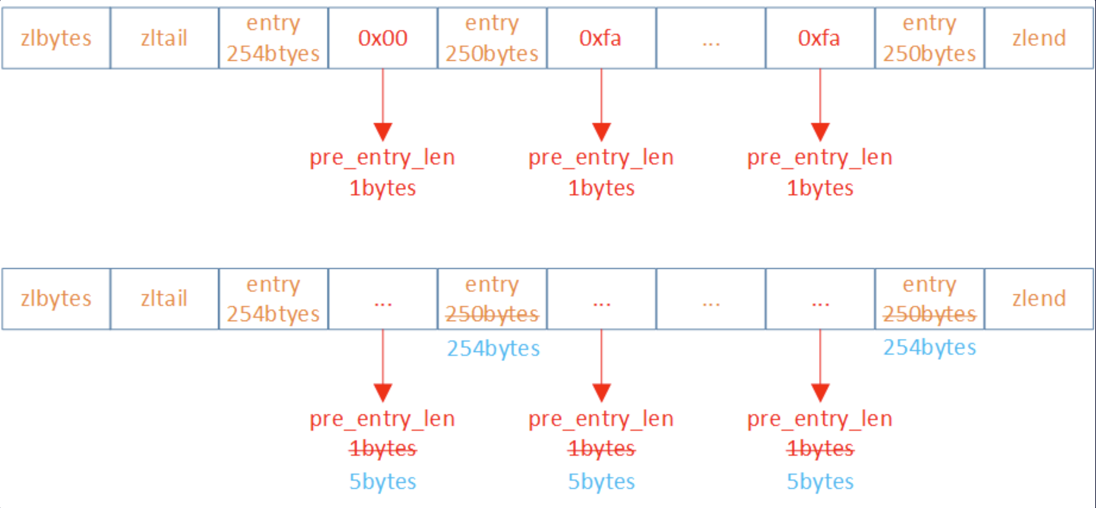 zlbytes zltail entry 254btyes 0x00 entry 250bytes 0xfa ... 0xfa entry 250bytes zlend
pre_entry_len pre_entry_len pre_entry_len
1bytes 1bytes 1bytes
zlbytes zltail entry 254btyes ... entry 250bytes ... ... ... entry 250bytes zlend
254bytes 254bytes
pre_entry_len pre_entry_len pre_entry_len
1bytes 1bytes 1bytes
5bytes 5bytes 5bytes